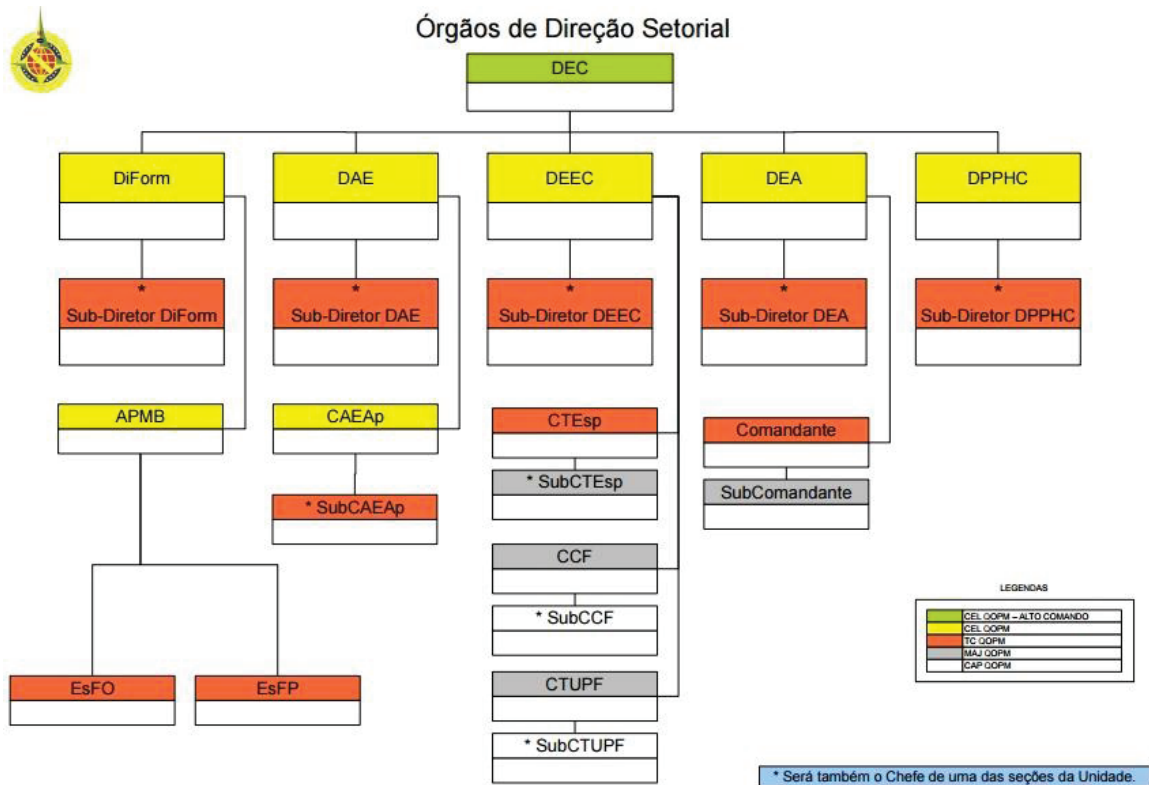 Órgãos de Direção Setorial
DEC
DiForm
DAE
DEEC
DEA
DPPHC
*
Sub-Diretor DiForm
*
Sub-Diretor DAE
*
Sub-Diretor DEEC
*
Sub-Diretor DEA
*
Sub-Diretor DPPHC
APMB
CAEAp
CTEsp
Comandante
* SubCAEAp
* SubCTEsp
SubComandante
CCF
* SubCCF
EsFO
EsFP
CTUPF
* SubCTUPF
LEGENDAS
CEL QOPM – ALTO COMANDO
CEL QOPM
TC QOPM
MAJ QOPM
CAP QOPM
* Será também o Chefe de uma das seções da Unidade.